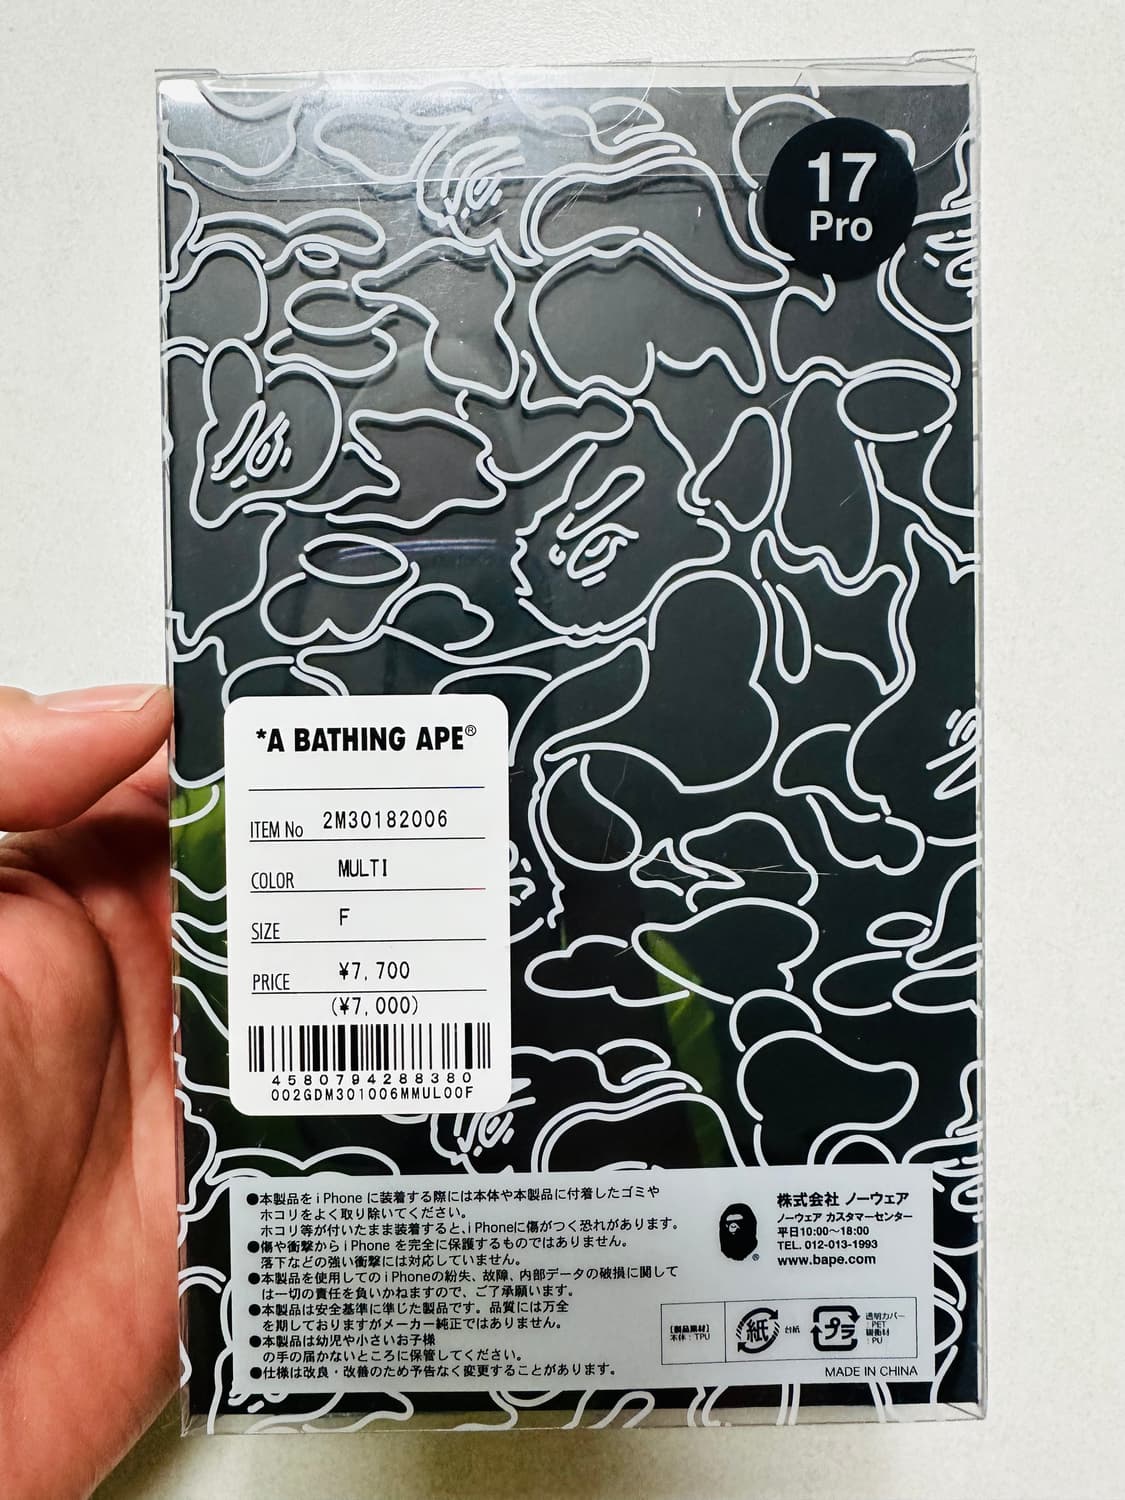 17
Pro
*A BATHING APE®
ITEM No 2M30182006
COLOR MULTI
SIZE F
PRICE ¥7,700
(¥7,000)
4580794288380
002GDM301006MMUL00F
●本製品をiPhone に装着する際には本体や本製品に付着したゴミや
ホコリをよく取り除いてください。
ホコリ等が付いたまま装着すると、iPhoneに傷がつく恐れがあります。
●傷や衝撃からiPhone を完全に保護するものではありません。
落下などの強い衝撃には対応していません。
●本製品を使用してのiPhoneの紛失、故障、内部データの破損に関して
は一切の責任を負いかねますので、ご了承願います。
●本製品は安全基準に準じた製品です。品質には万全
を期しておりますがメーカー純正ではありません。
●本製品は幼児や小さいお子様
の手の届かないところに保管してください。
●仕様は改良・改善のため予告なく変更することがあります。
®
株式会社 ノーウェア
ノーウェア カスタマーセンター
平日10:00〜18:00
TEL. 012-013-1993
www.bape.com
[製品素材]
本体:TPU
紙
台紙
プラ
透明カバー
:PET
緩衝材
:PU
MADE IN CHINA